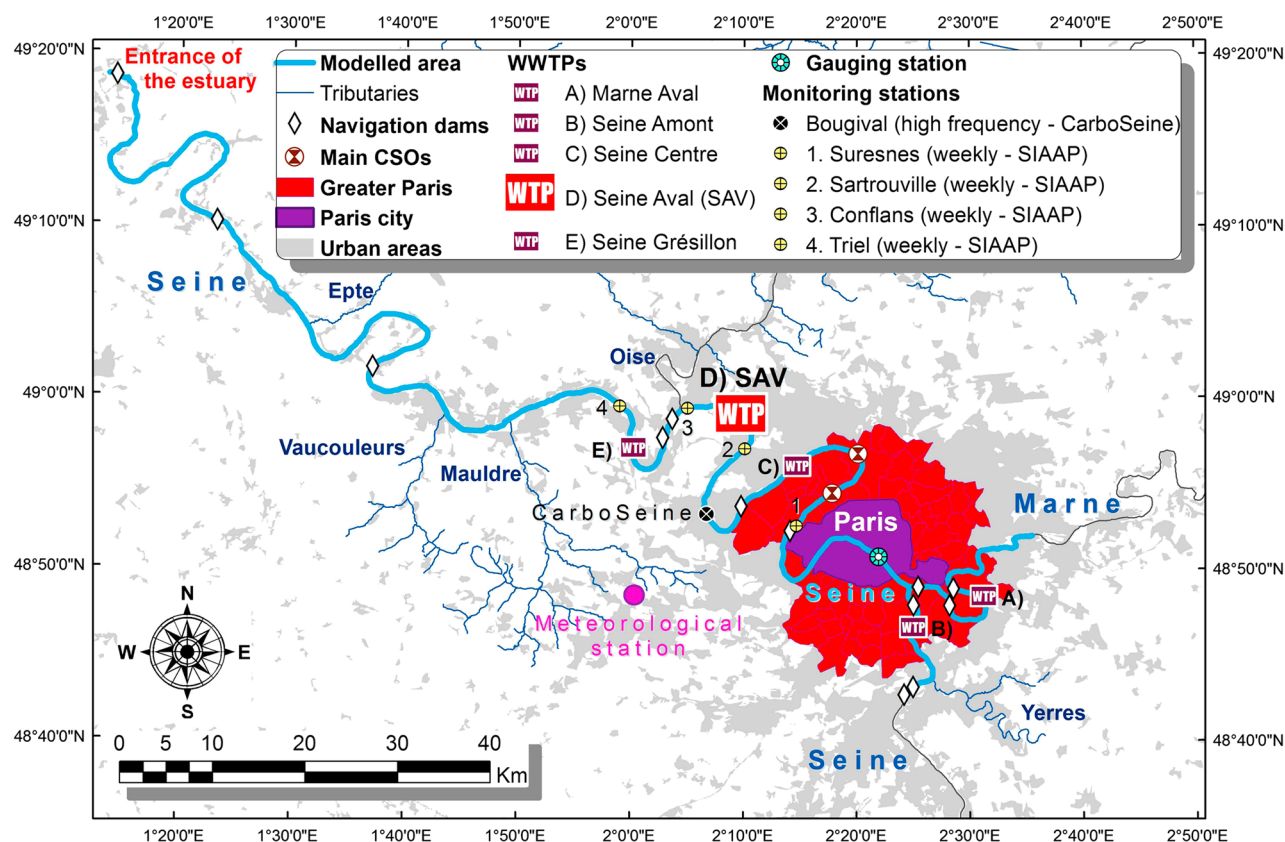 1°20'0"E 1°30'0"E 1°40'0"E 1°50'0"E 2°0'0"E 2°10'0"E 2°20'0"E 2°30'0"E 2°40'0"E 2°50'0"E
49°20'0"N 49°20'0"N
Entrance of
the estuary
Modelled area
Tributaries
Navigation dams
Main CSOs
Greater Paris
Paris city
Urban areas
WWTPs
WTP A) Marne Aval
WTP B) Seine Amont
WTP C) Seine Centre
WTP D) Seine Aval (SAV)
WTP E) Seine Grésillon
Gauging station
Monitoring stations
Bougival (high frequency - CarboSeine)
1. Suresnes (weekly - SIAAP)
2. Sartrouville (weekly - SIAAP)
3. Conflans (weekly - SIAAP)
4. Triel (weekly - SIAAP)
49°10'0"N 49°10'0"N
Seine
Epte
Oise
49°0'0"N 49°0'0"N
D) SAV
WTP
4
3
E) WTP
2
C) WTP
Vaucouleurs
Mauldre
CarboSeine
1
Paris
Marne
48°50'0"N 48°50'0"N
Seine
WTP A)
WTP B)
Meteorological
station
N
W E
S
Yerres
48°40'0"N 48°40'0"N
Seine
0 5 10 20 30 40
Km
1°20'0"E 1°30'0"E 1°40'0"E 1°50'0"E 2°0'0"E 2°10'0"E 2°20'0"E 2°30'0"E 2°40'0"E 2°50'0"E